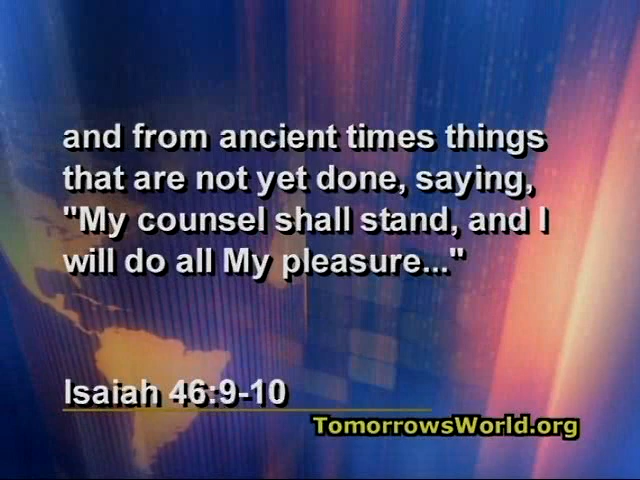 and from ancient times things
that are not yet done, saying,
"My counsel shall stand, and I
will do all My pleasure..."
Isaiah 46:9-10
TomorrowsWorld.org